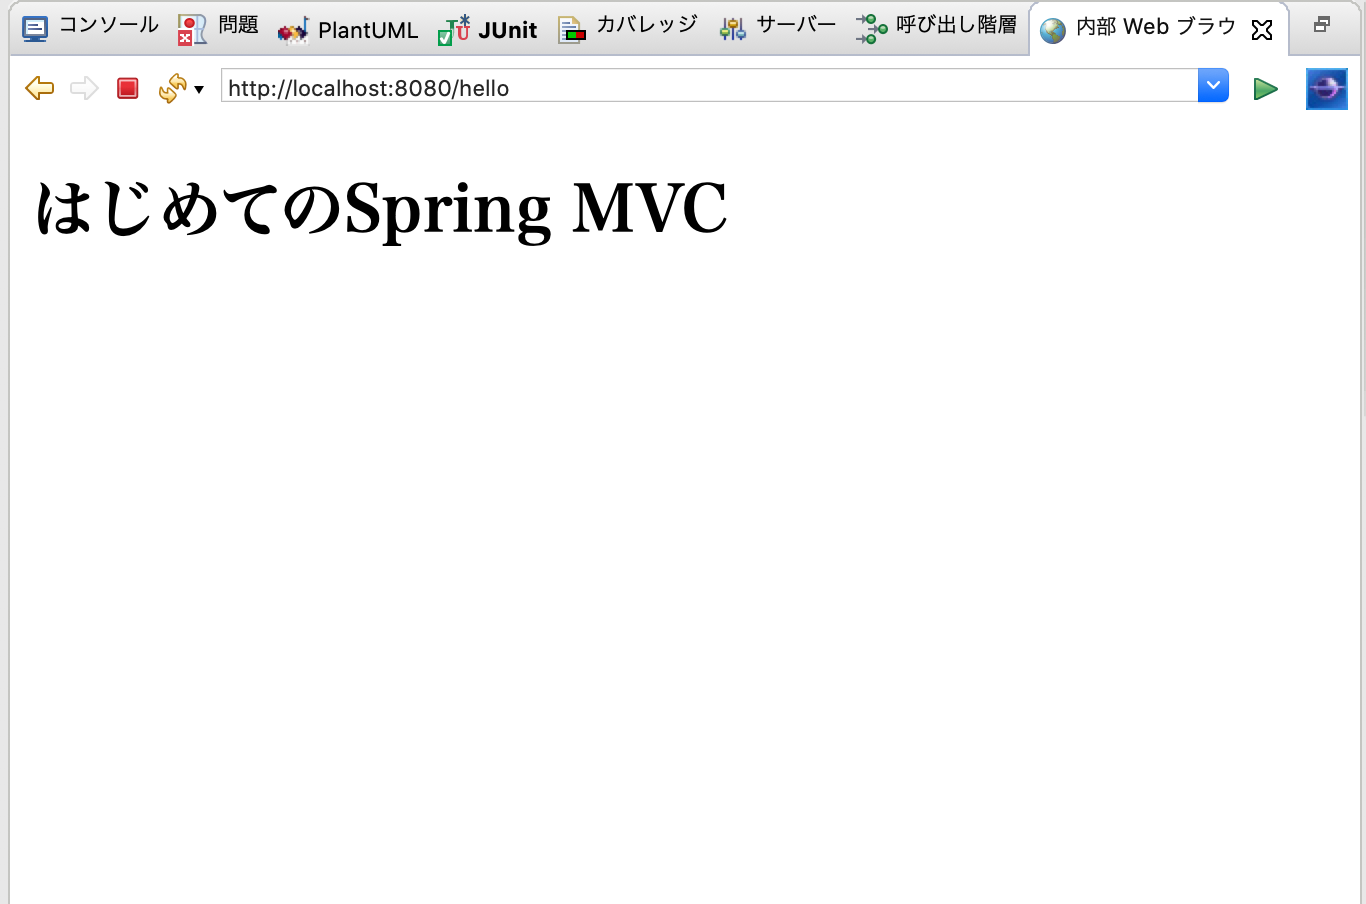 コンソール 問題 PlantUML JUnit カバレッジ サーバー 呼び出し階層 内部 Web ブラウ
http://localhost:8080/hello
はじめてのSpring MVC